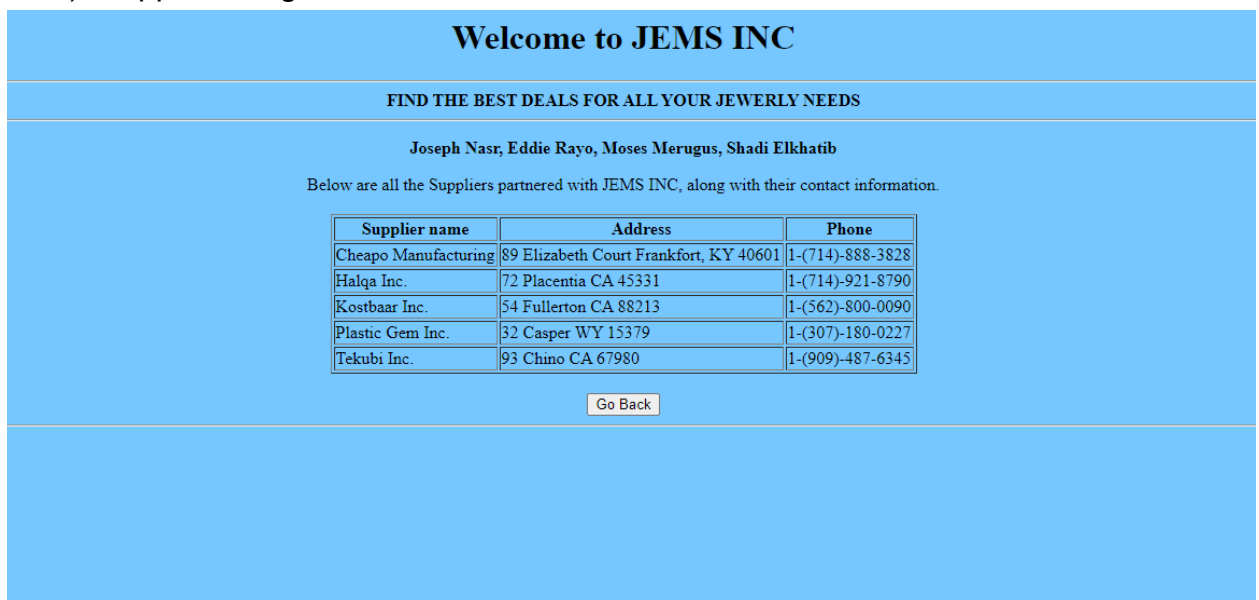 Welcome to JEMS INC
FIND THE BEST DEALS FOR ALL YOUR JEWERLY NEEDS
Joseph Nasr, Eddie Rayo, Moses Merugus, Shadi Elkhatib
Below are all the Suppliers partnered with JEMS INC, along with their contact information.
Supplier name Address Phone
Cheapo Manufacturing 89 Elizabeth Court Frankfort, KY 40601 1-(714)-888-3828
Halqa Inc. 72 Placentia CA 45331 1-(714)-921-8790
Kostbaar Inc. 54 Fullerton CA 88213 1-(562)-800-0090
Plastic Gem Inc. 32 Casper WY 15379 1-(307)-180-0227
Tekubi Inc. 93 Chino CA 67980 1-(909)-487-6345
Go Back